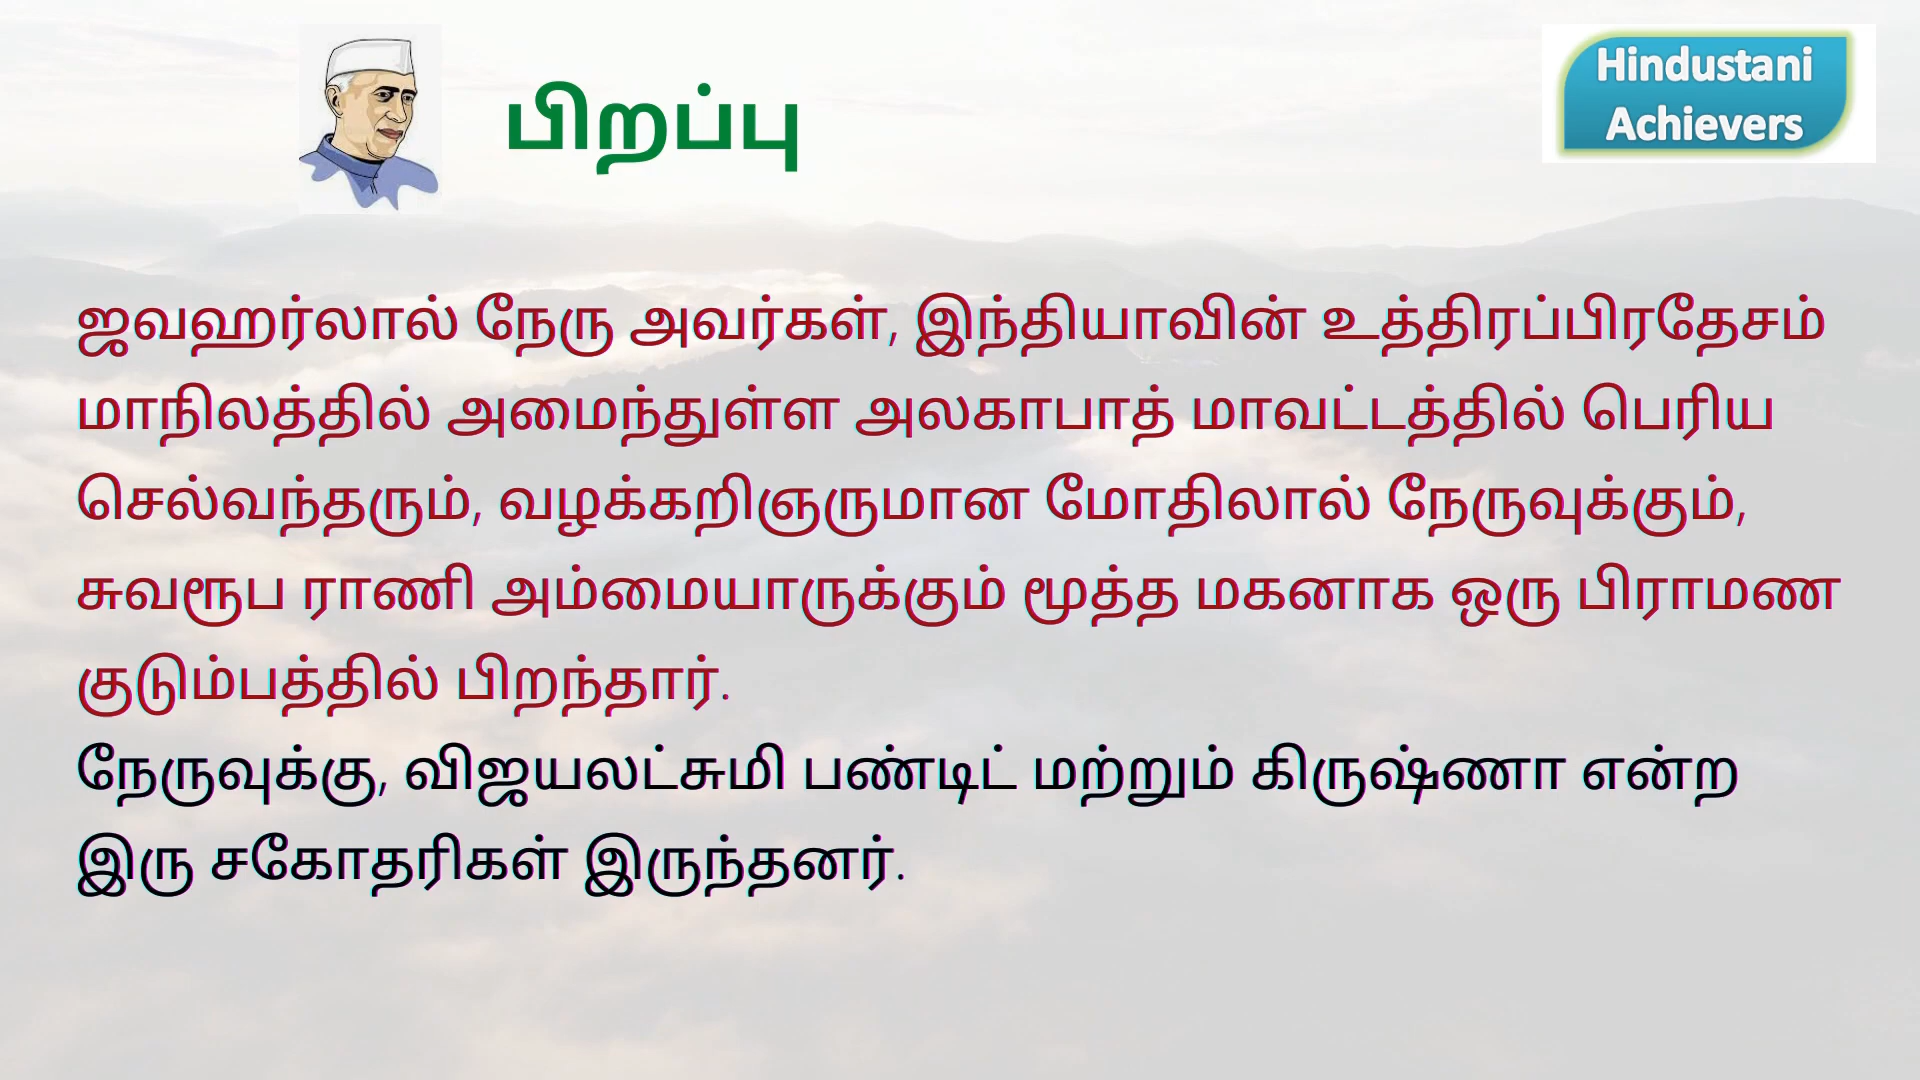 பிறப்பு
Hindustani
Achievers
ஜவஹர்லால் நேரு அவர்கள், இந்தியாவின் உத்திரப்பிரதேசம்
மாநிலத்தில் அமைந்துள்ள அலகாபாத் மாவட்டத்தில் பெரிய
செல்வந்தரும், வழக்கறிஞருமான மோதிலால் நேருவுக்கும்,
சுவரூப ராணி அம்மையாருக்கும் மூத்த மகனாக ஒரு பிராமண
குடும்பத்தில் பிறந்தார்.
நேருவுக்கு, விஜயலட்சுமி பண்டிட் மற்றும் கிருஷ்ணா என்ற
இரு சகோதரிகள் இருந்தனர்.